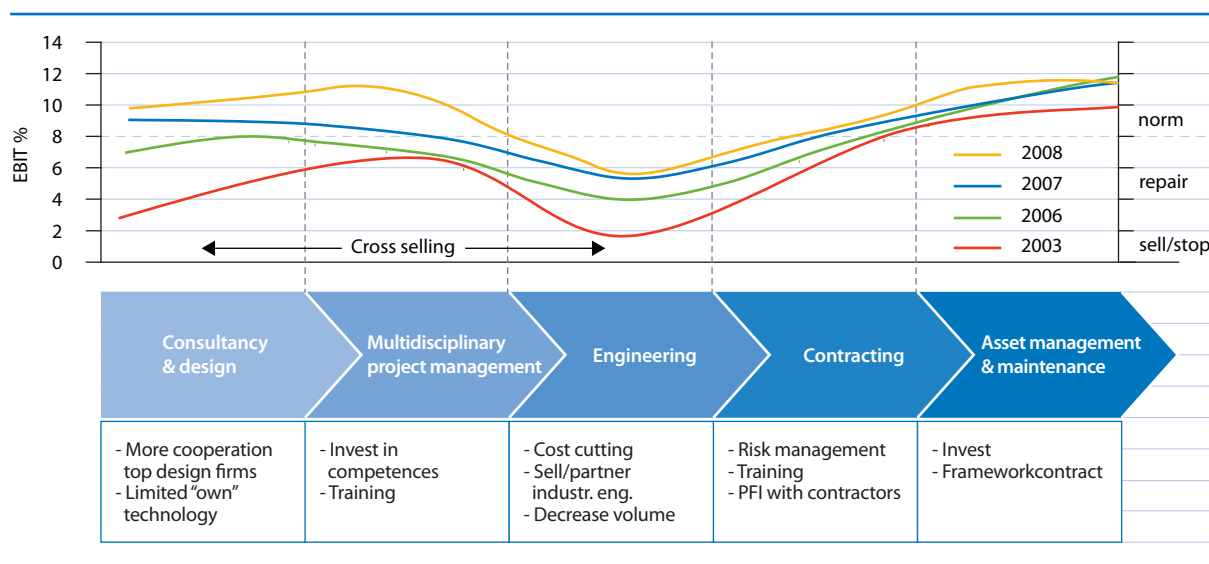 14
12
10
8
6
4
2
0
EBIT %
Cross selling
2008
2007
2006
2003
norm
repair
sell/stop
Consultancy
& design
Multidisciplinary
project management
Engineering
Contracting
Asset management
& maintenance
- More cooperation
top design firms
- Limited “own”
technology
- Invest in
competences
- Training
- Cost cutting
- Sell/partner
industr. eng.
- Decrease volume
- Risk management
- Training
- PFI with contractors
- Invest
- Frameworkcontract